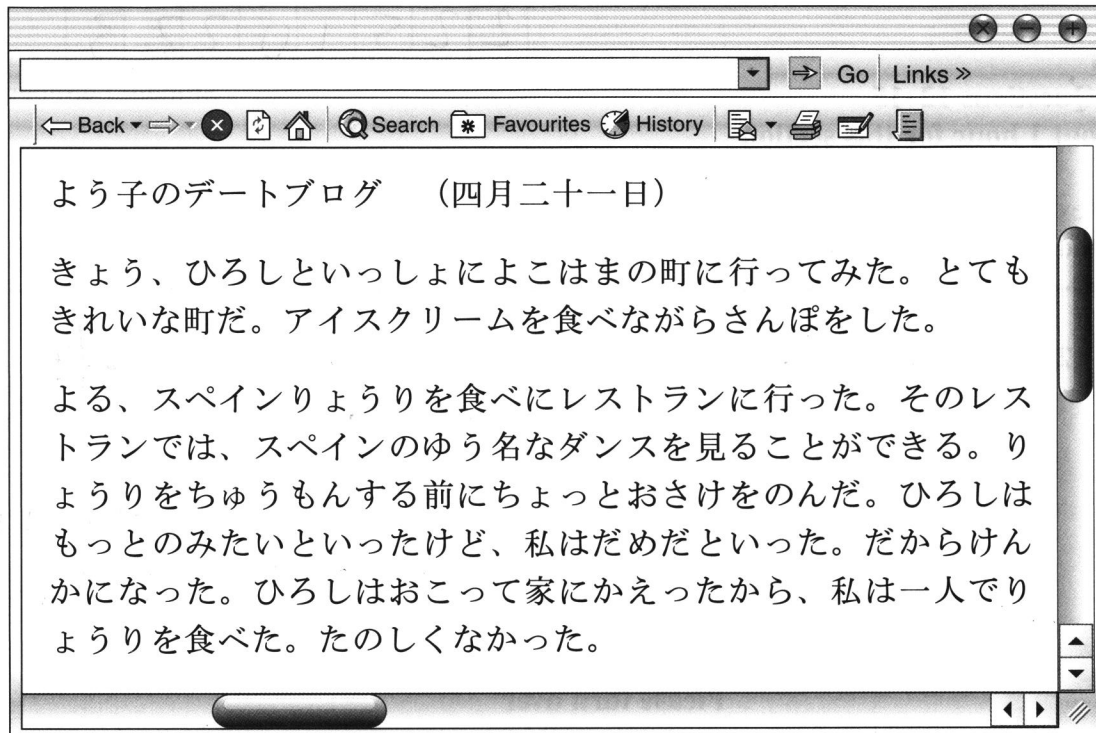 Go Links »
Back Search Favourites History
よう子のデートブログ （四月二十一日）
きょう、ひろしといっしょによこはまの町に行ってみた。とても
きれいな町だ。アイスクリームを食べながらさんぽをした。
よる、スペインりょうりを食べにレストランに行った。そのレス
トランでは、スペインのゆう名なダンスを見ることができる。り
ょうりをちゅうもんする前にちょっとおさけをのんだ。ひろしは
もっとのみたいといったけど、私はだめだといった。だからけん
かになった。ひろしはおこって家にかえったから、私は一人でり
ょうりを食べた。たのしくなかった。